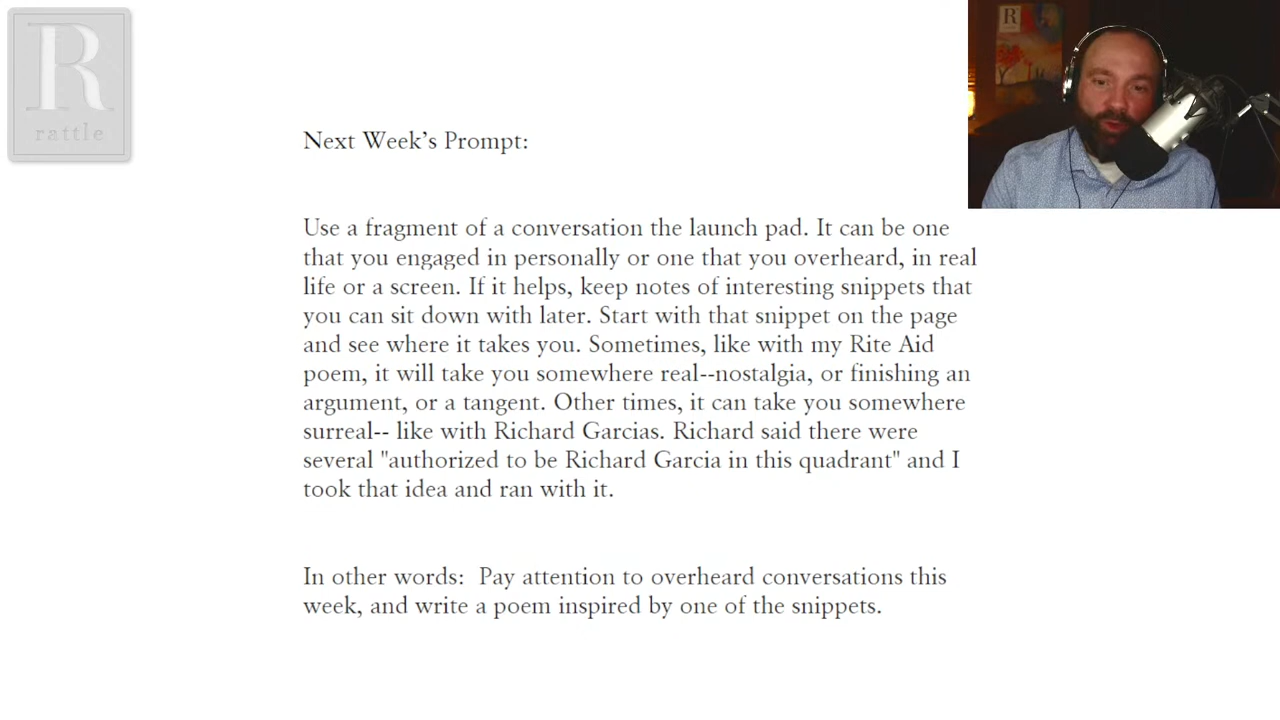 R
rattle
R
Next Week's Prompt:
Use a fragment of a conversation the launch pad. It can be one
that you engaged in personally or one that you overheard, in real
life or a screen. If it helps, keep notes of interesting snippets that
you can sit down with later. Start with that snippet on the page
and see where it takes you. Sometimes, like with my Rite Aid
poem, it will take you somewhere real--nostalgia, or finishing an
argument, or a tangent. Other times, it can take you somewhere
surreal-- like with Richard Garcias. Richard said there were
several "authorized to be Richard Garcia in this quadrant" and I
took that idea and ran with it.
In other words:  Pay attention to overheard conversations this
week, and write a poem inspired by one of the snippets.